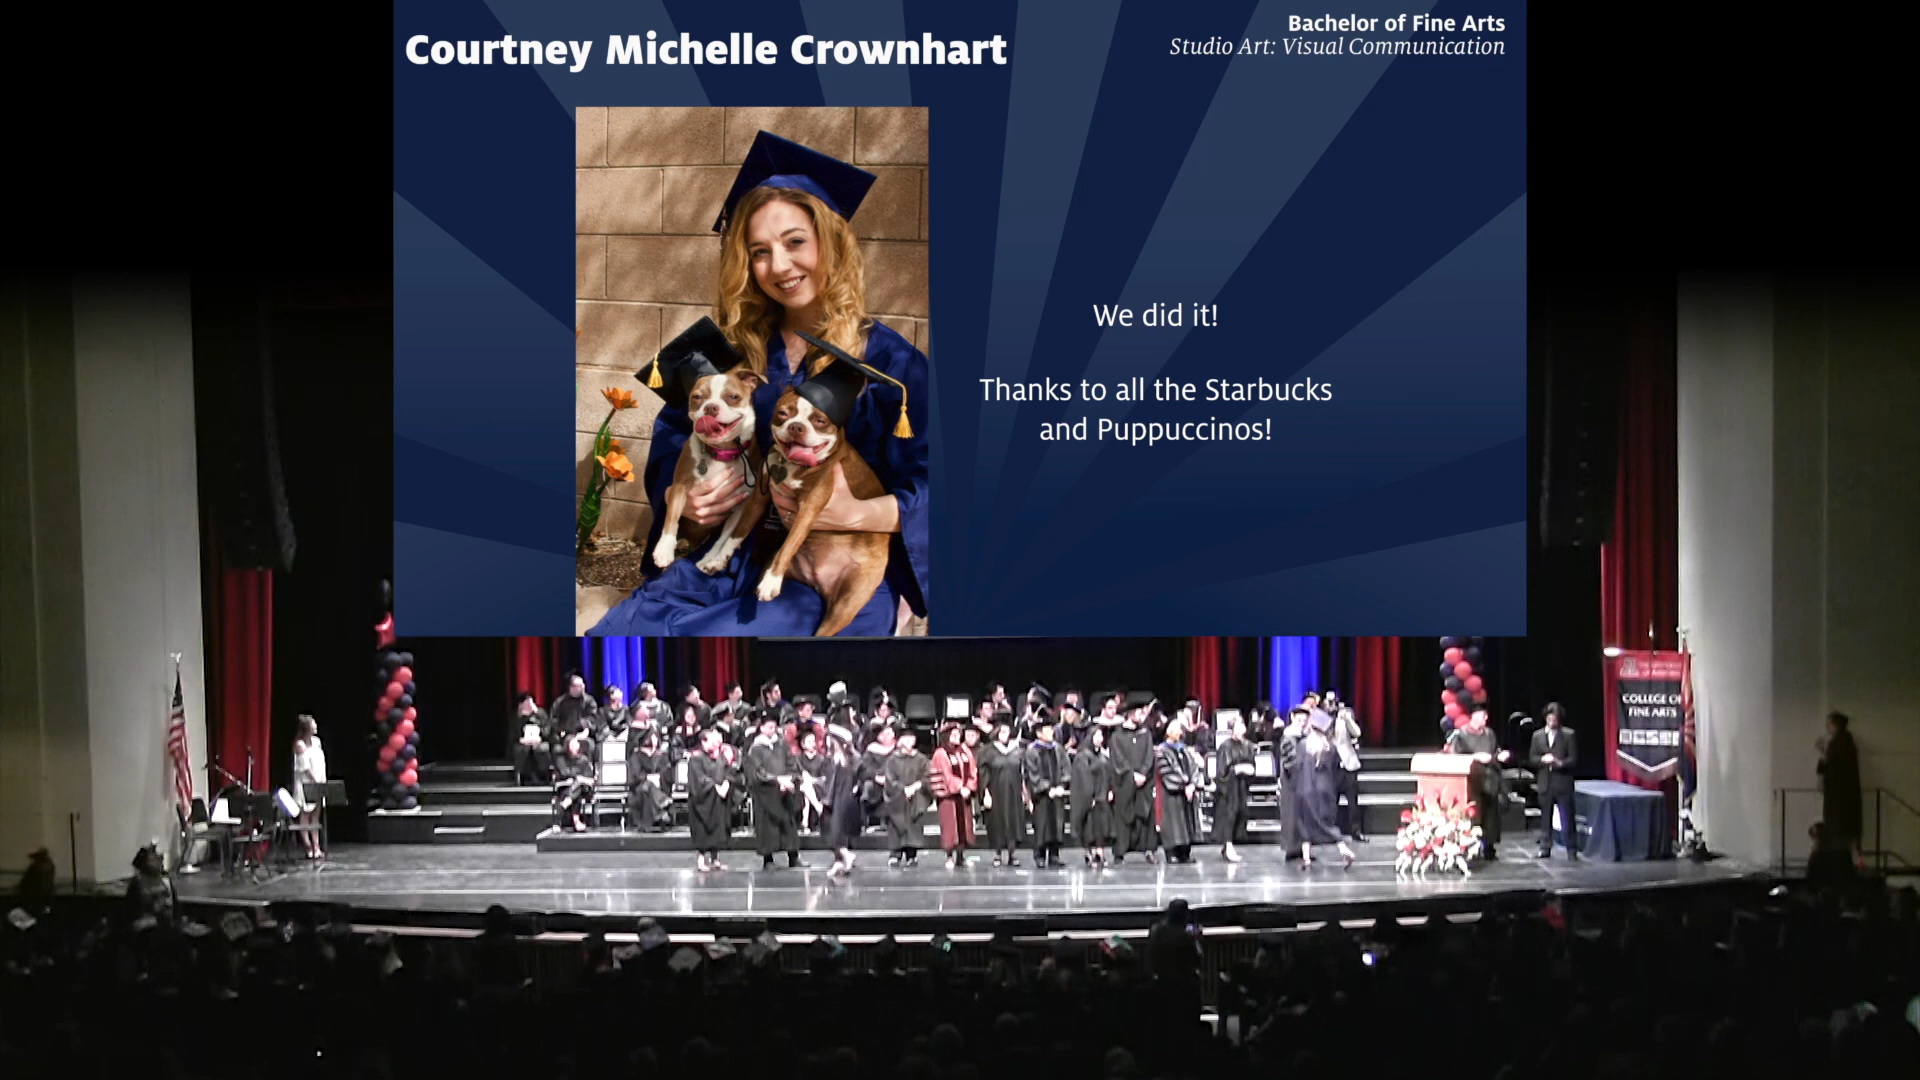 Courtney Michelle Crownhart
Bachelor of Fine Arts
Studio Art: Visual Communication
We did it!
Thanks to all the Starbucks
and Puppuccinos!
COLLEGE OF
FINE ARTS